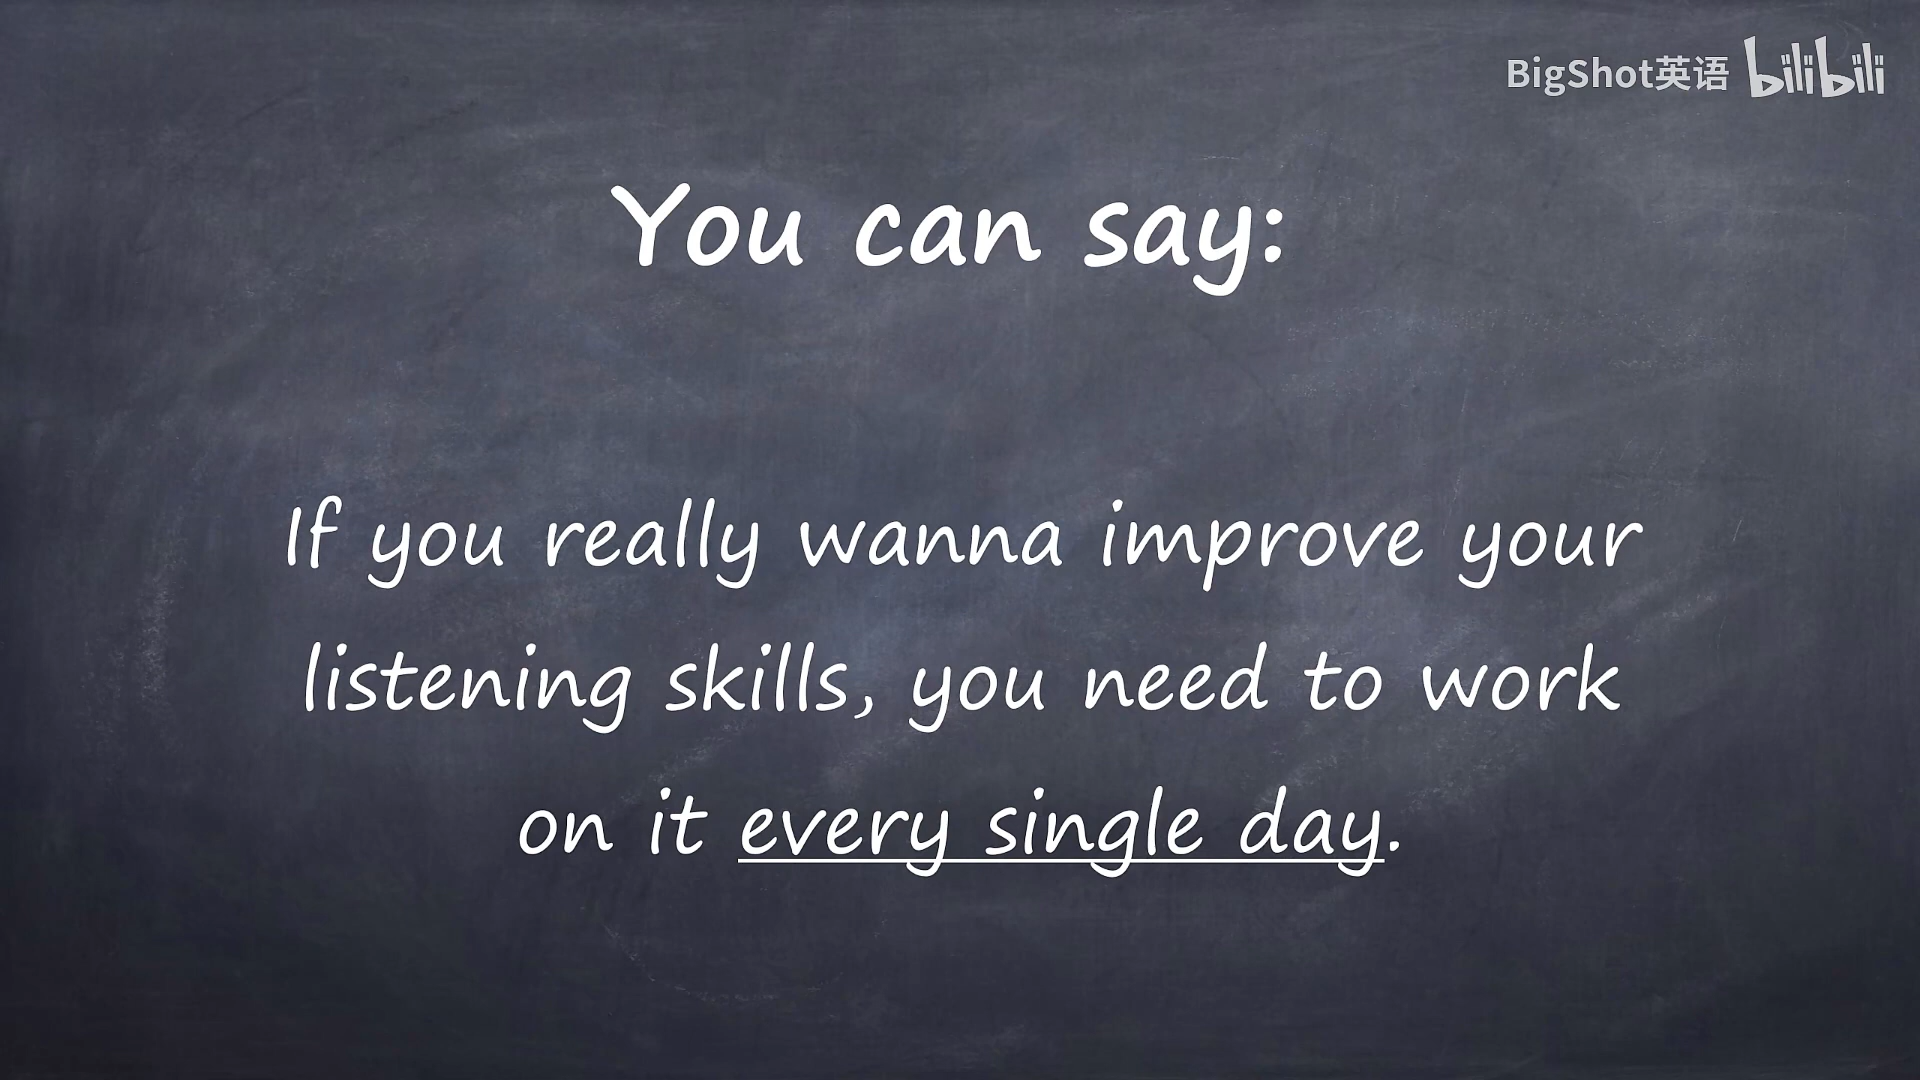 BigShot英语 bilibili
You can say:
If you really wanna improve your
listening skills, you need to work
on it every single day.